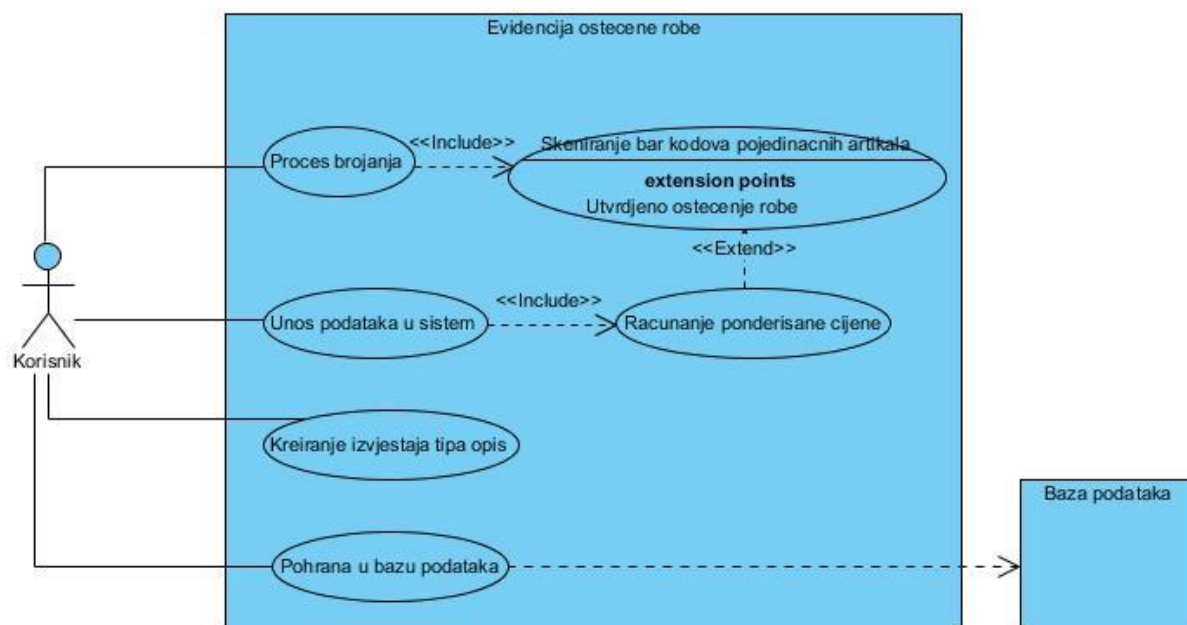 Evidencija ostecene robe
Proces brojanja
<<Include>>
Skeniranje bar kodova pojedinacnih artikala
extension points
Utvrdjeno ostecenje robe
<<Extend>>
Korisnik
Unos podataka u sistem
<<Include>>
Racunanje ponderisane cijene
Kreiranje izvjestaja tipa opis
Pohrana u bazu podataka
Baza podataka